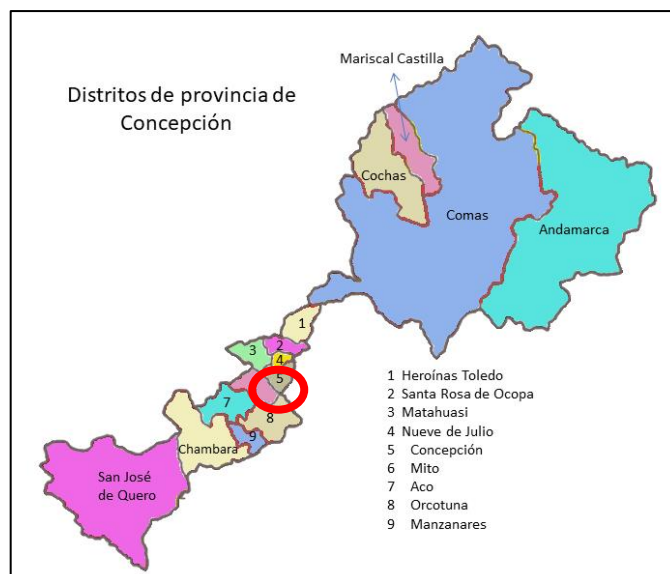 Distritos de provincia de
Concepción
Mariscal Castilla
Cochas
Comas
Andamarca
1
2
3
4
5
7
8
9
Chambara
San José
de Quero
1 Heroínas Toledo
2 Santa Rosa de Ocopa
3 Matahuasi
4 Nueve de Julio
5 Concepción
6 Mito
7 Aco
8 Orcotuna
9 Manzanares